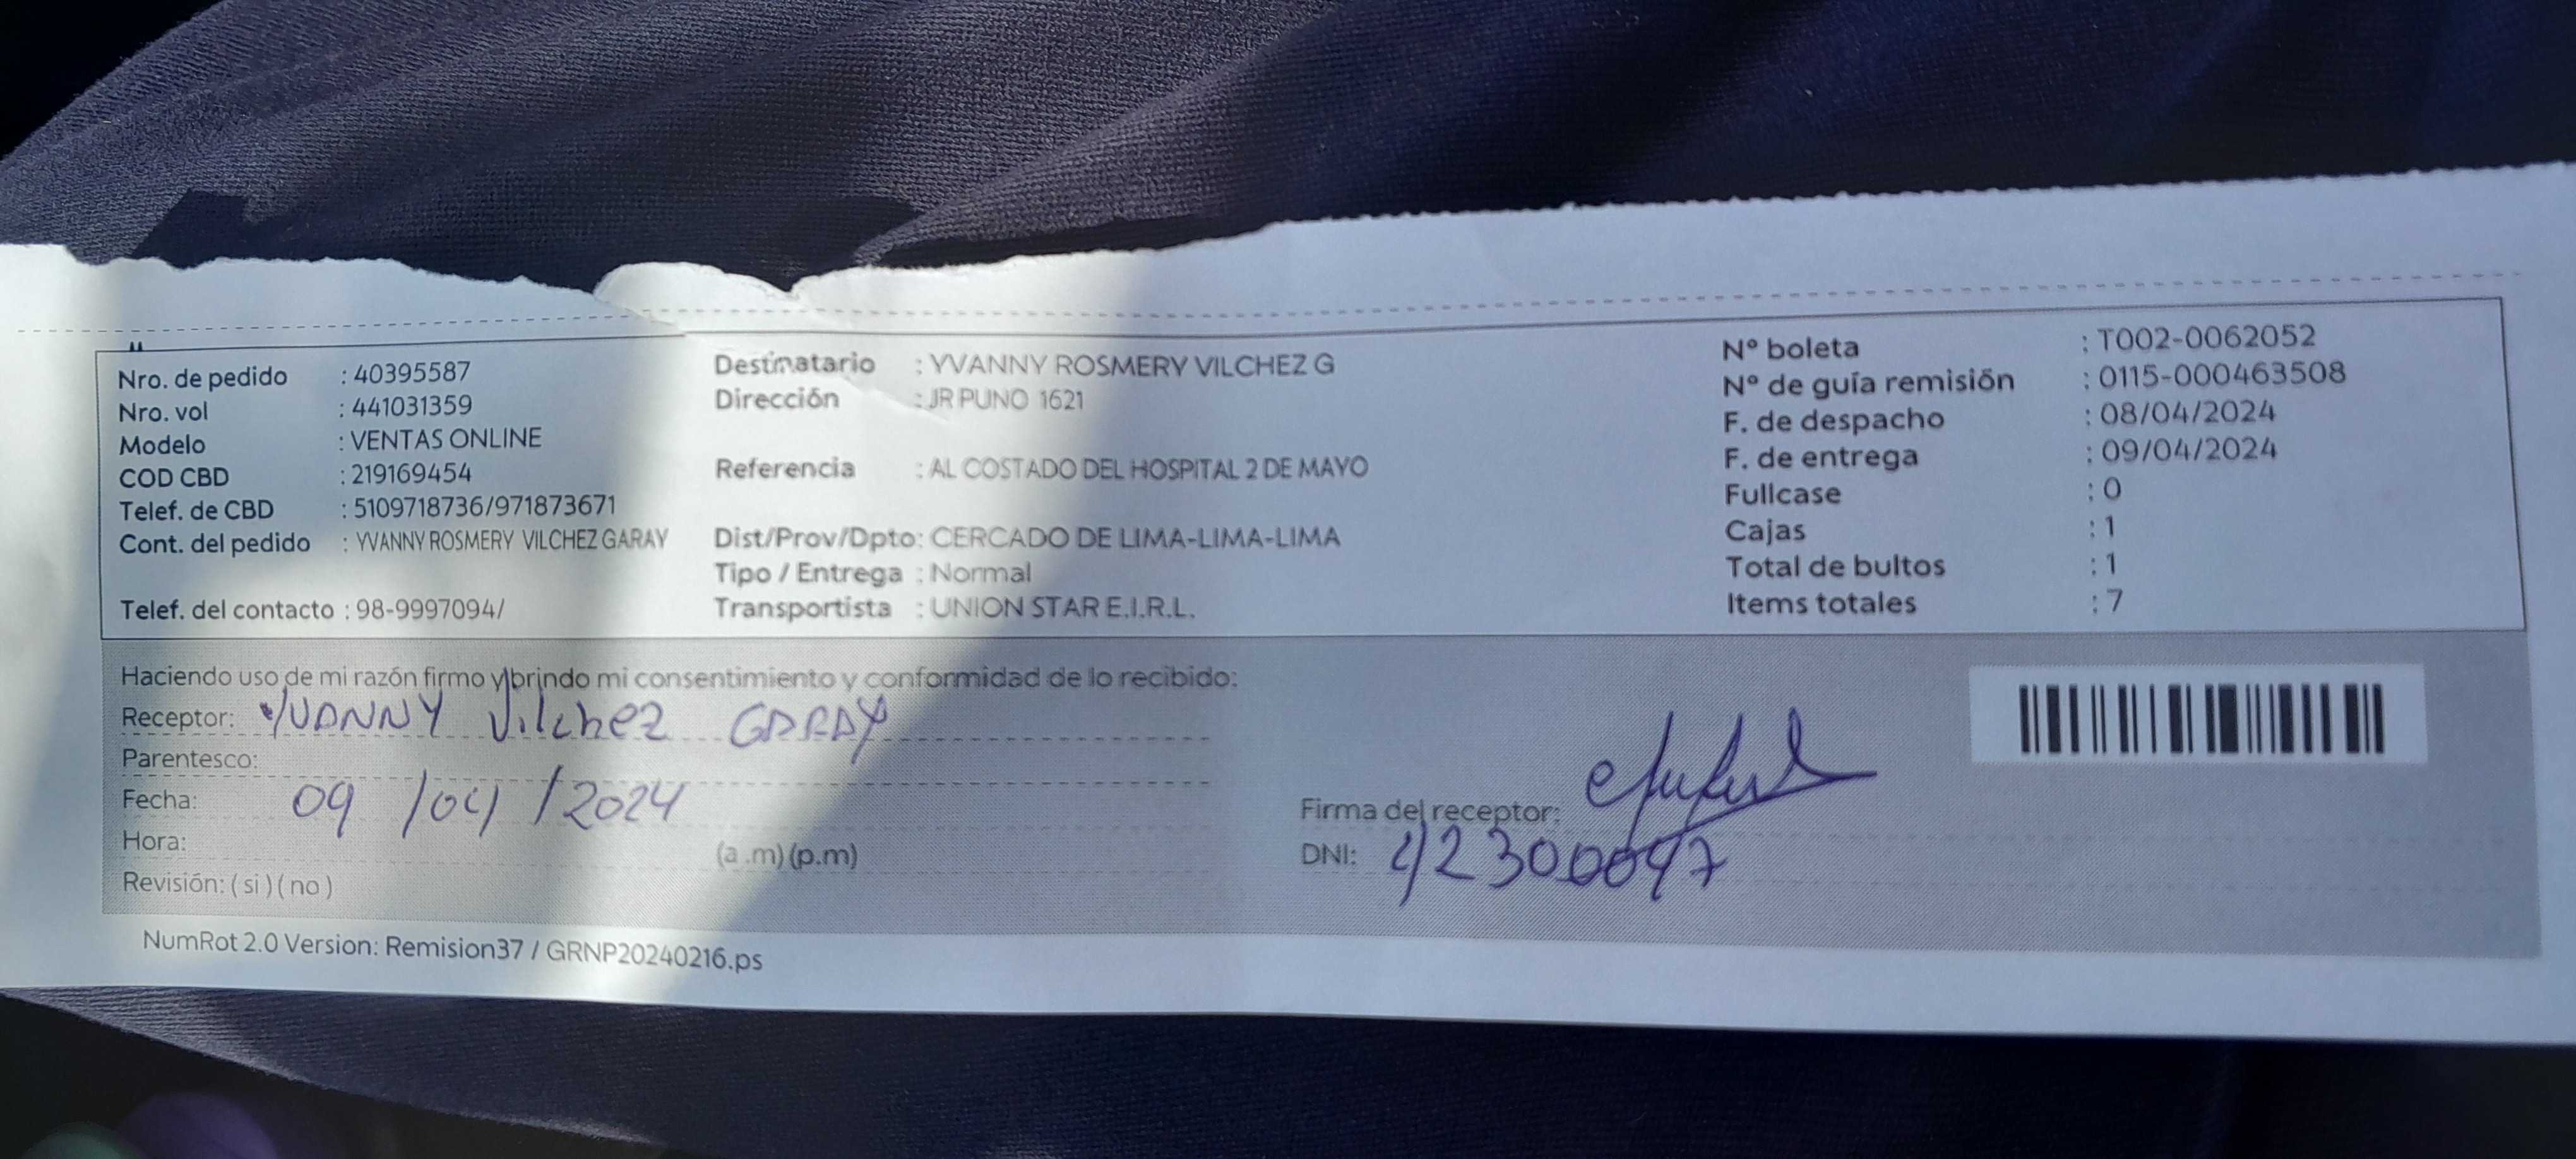 Nro. de pedido : 40395587
Nro. vol : 441031359
Modelo : VENTAS ONLINE
COD CBD : 219169454
Telef. de CBD : 5109718736/971873671
Cont. del pedido : YVANNY ROSMERY VILCHEZ GARAY
Telef. del contacto : 98-9997094/
Destinatario : YVANNY ROSMERY VILCHEZ G
Dirección : JR PUNO 1621
Referencia : AL COSTADO DEL HOSPITAL 2 DE MAYO
Dist/Prov/Dpto: CERCADO DE LIMA-LIMA-LIMA
Tipo / Entrega : Normal
Transportista : UNION STAR E.I.R.L.
Nº boleta : T002-0062052
Nº de guía remisión : 0115-000463508
F. de despacho : 08/04/2024
F. de entrega : 09/04/2024
Fullcase : 0
Cajas : 1
Total de bultos : 1
Items totales : 7
Haciendo uso de mi razón firmo y brindo mi consentimiento y conformidad de lo recibido:
Receptor: YVANNY Vilchez GARAY
Parentesco:
Fecha: 09/04/2024
Hora: (a .m) (p.m)
Revisión: ( si ) ( no )
Firma del receptor:
DNI: 42300047
NumRot 2.0 Version: Remision37 / GRNP20240216.ps